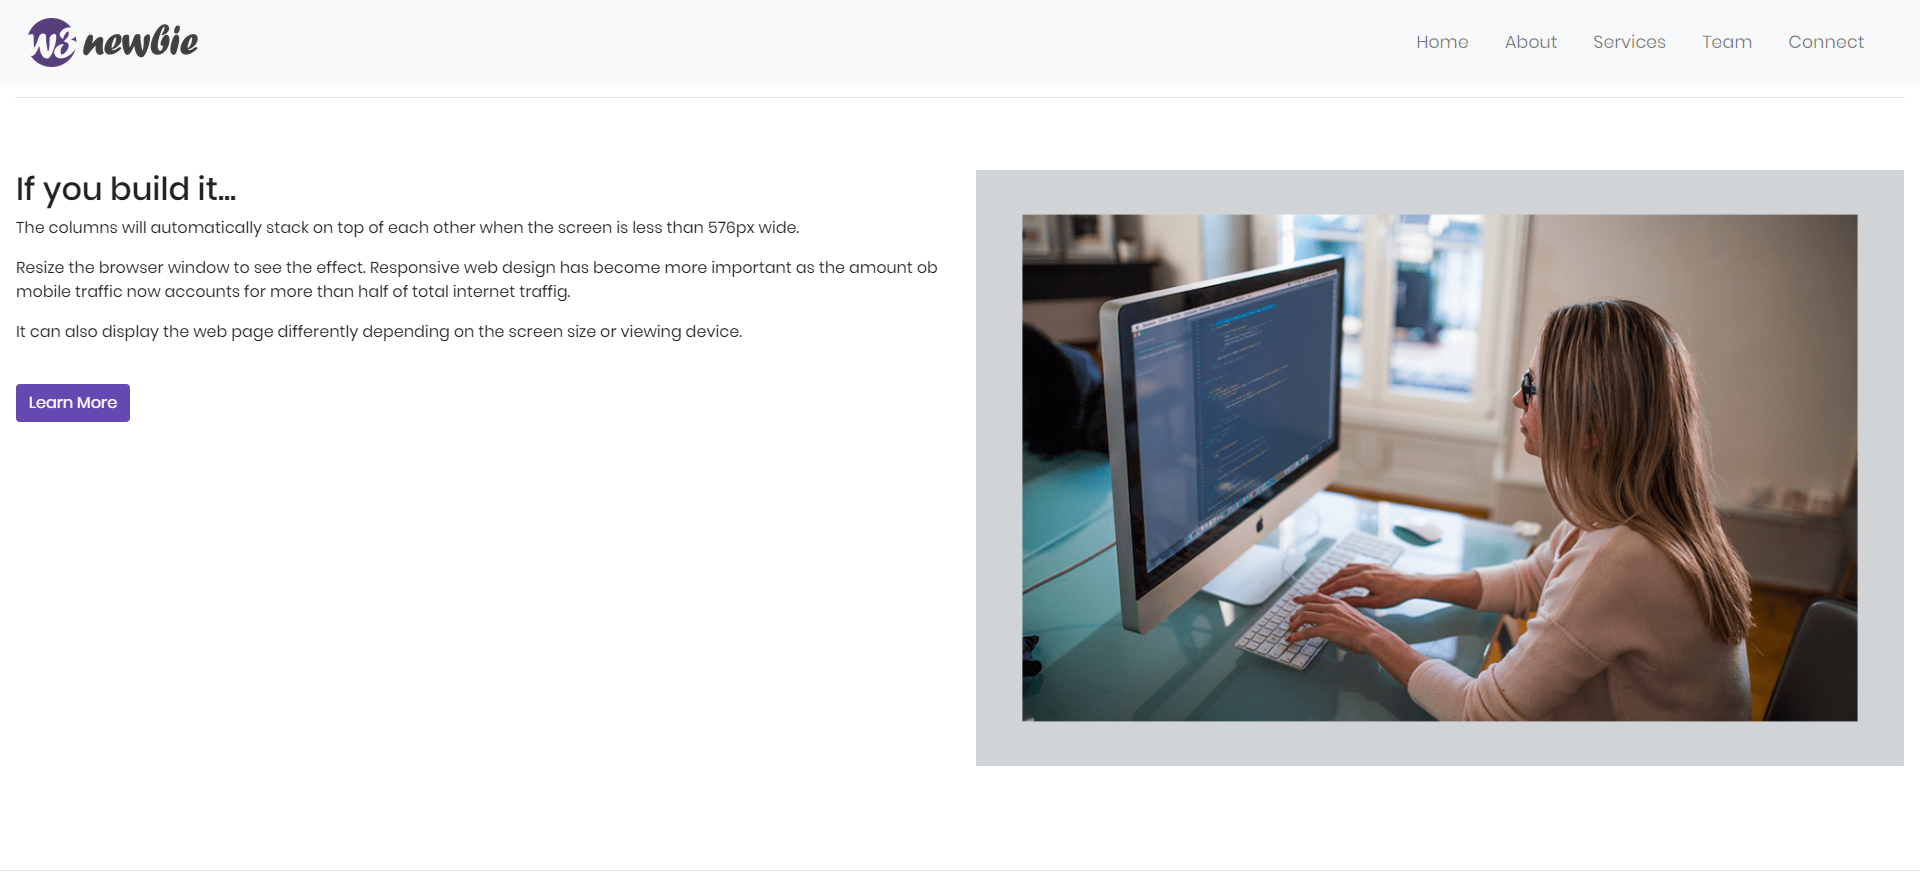 W3 newbie
Home About Services Team Connect
If you build it...
The columns will automatically stack on top of each other when the screen is less than 576px wide.
Resize the browser window to see the effect. Responsive web design has become more important as the amount ob
mobile traffic now accounts for more than half of total internet traffig.
It can also display the web page differently depending on the screen size or viewing device.
Learn More